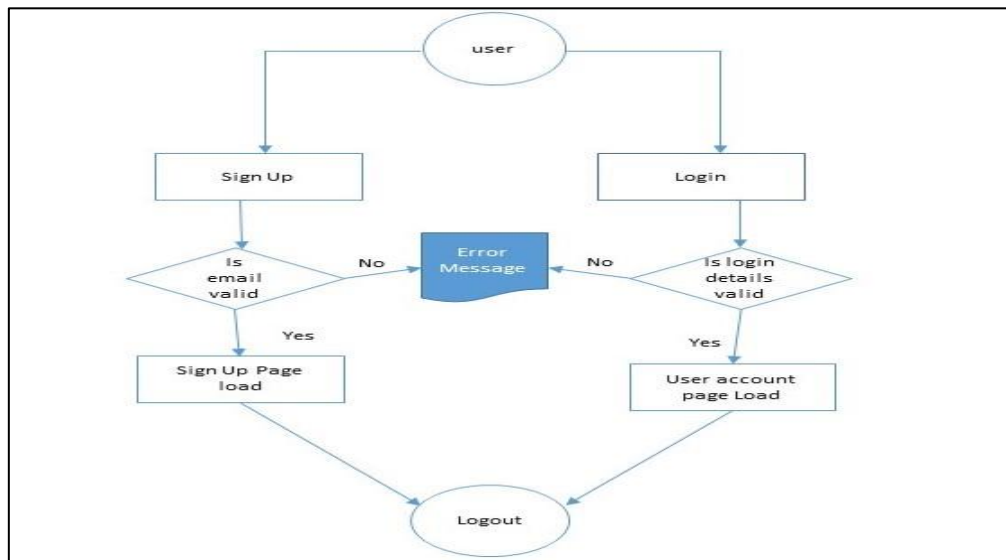 user
Sign Up
Login
Is
email
valid
No
Error
Message
No
Is login
details
valid
Yes
Yes
Sign Up Page
load
User account
page Load
Logout